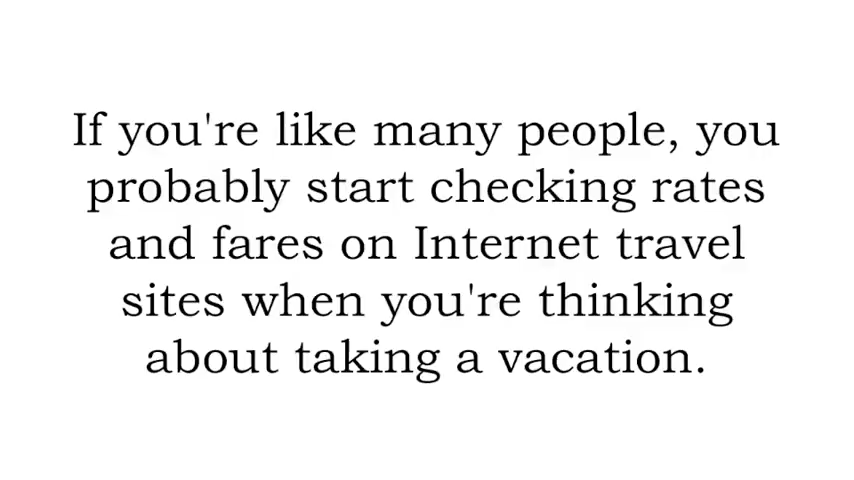 If you're like many people, you
probably start checking rates
and fares on Internet travel
sites when you're thinking
about taking a vacation.